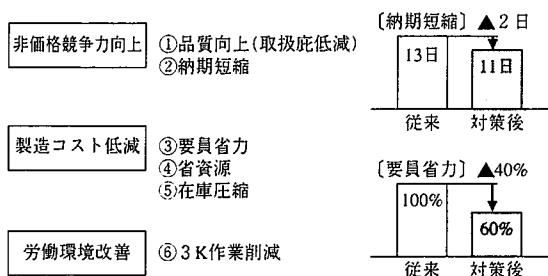 非価格競争力向上
①品質向上(取扱疵低減)
②納期短縮
製造コスト低減
③要員省力
④省資源
⑤在庫圧縮
労働環境改善
⑥3K作業削減
〔納期短縮〕▲2日
13日
11日
従来 対策後
〔要員省力〕▲40%
100%
60%
従来 対策後